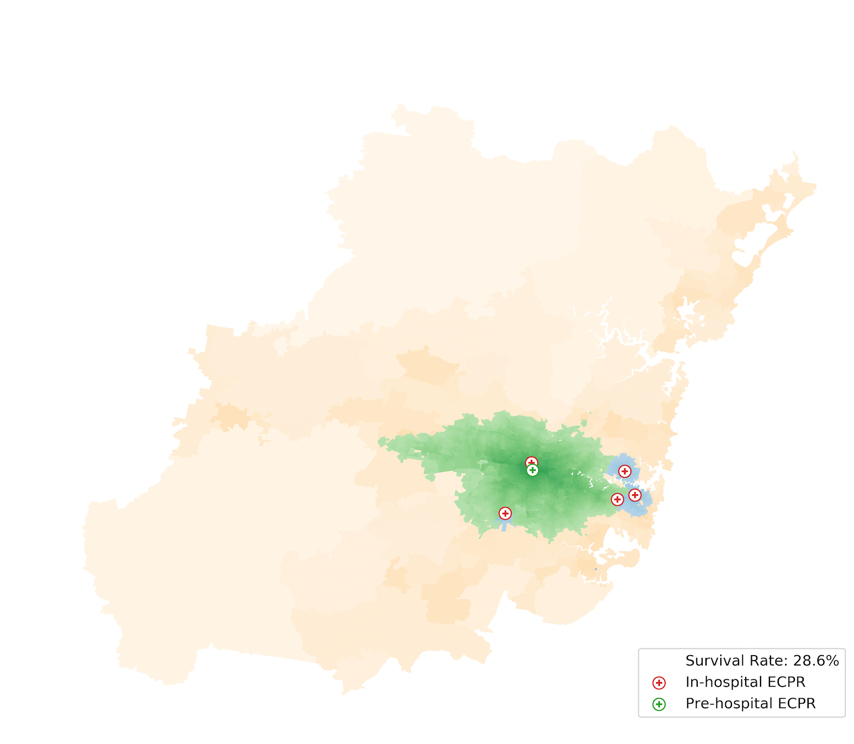 Survival Rate: 28.6%
In-hospital ECPR
Pre-hospital ECPR